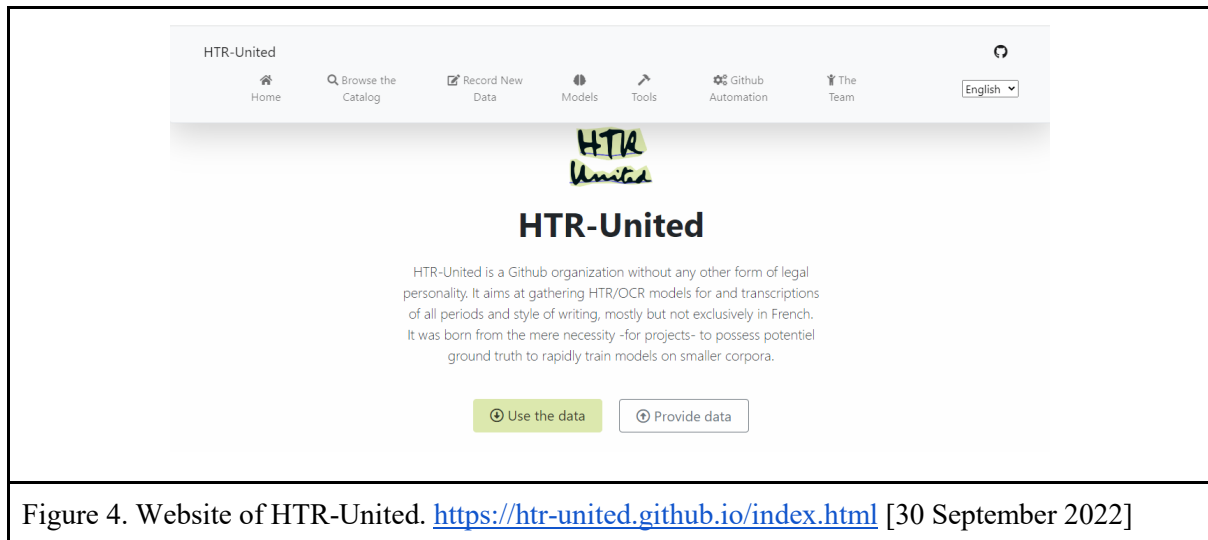 HTR-United
Home
Browse the
Catalog
Record New
Data
Models
Tools
Github
Automation
The
Team
English
HTR
United
HTR-United
HTR-United is a Github organization without any other form of legal
personality. It aims at gathering HTR/OCR models for and transcriptions
of all periods and style of writing, mostly but not exclusively in French.
It was born from the mere necessity -for projects- to possess potentiel
ground truth to rapidly train models on smaller corpora.
Use the data
Provide data
Figure 4. Website of HTR-United. https://htr-united.github.io/index.html [30 September 2022]